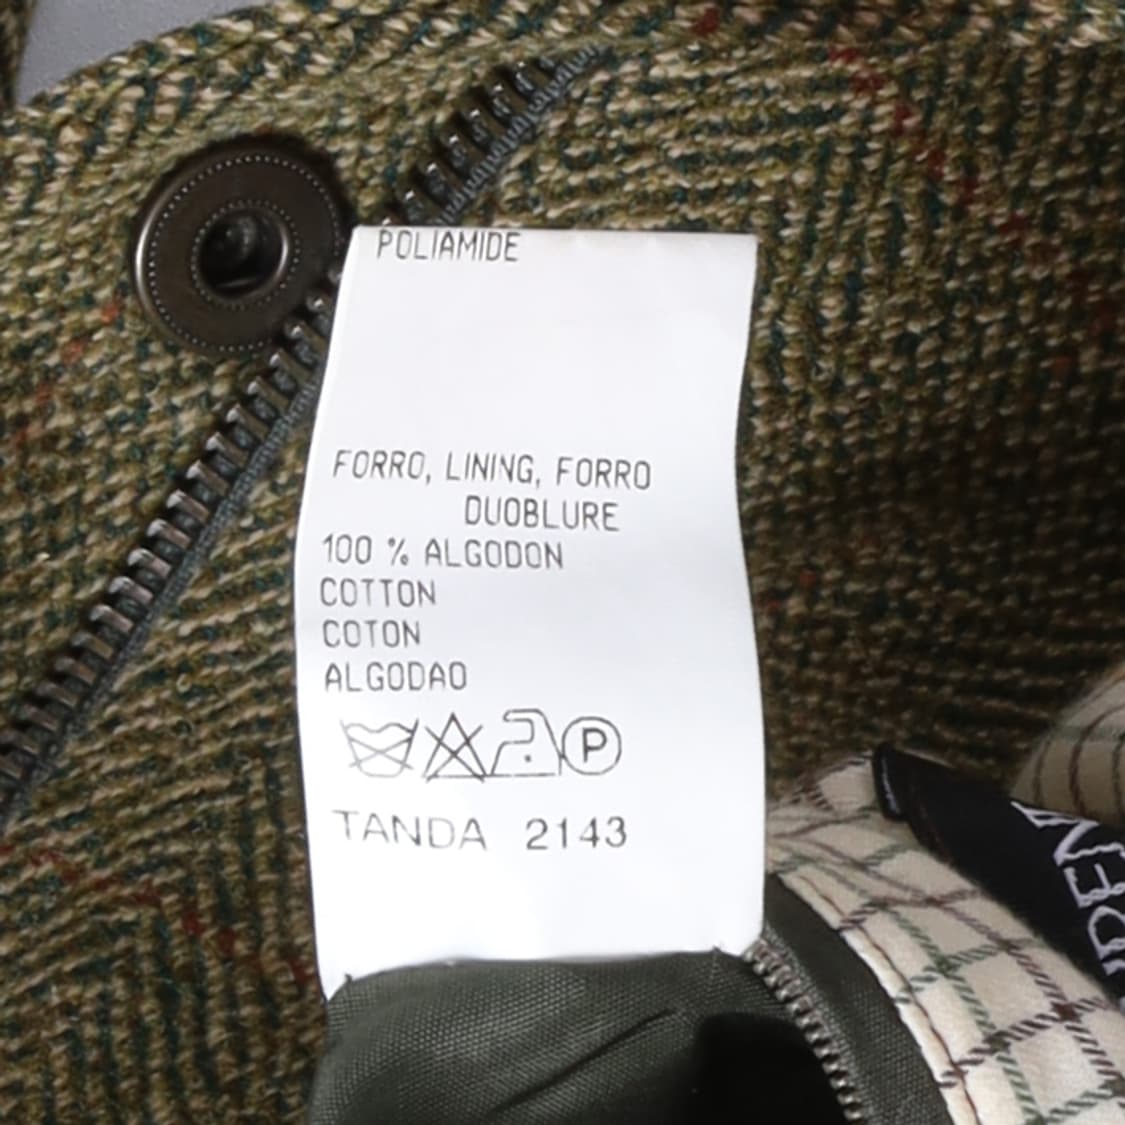 POLIAMIDE
FORRO, LINING, FORRO
DUOBLURE
100 % ALGODON
COTTON
COTON
ALGODAO
P
TANDA 2143